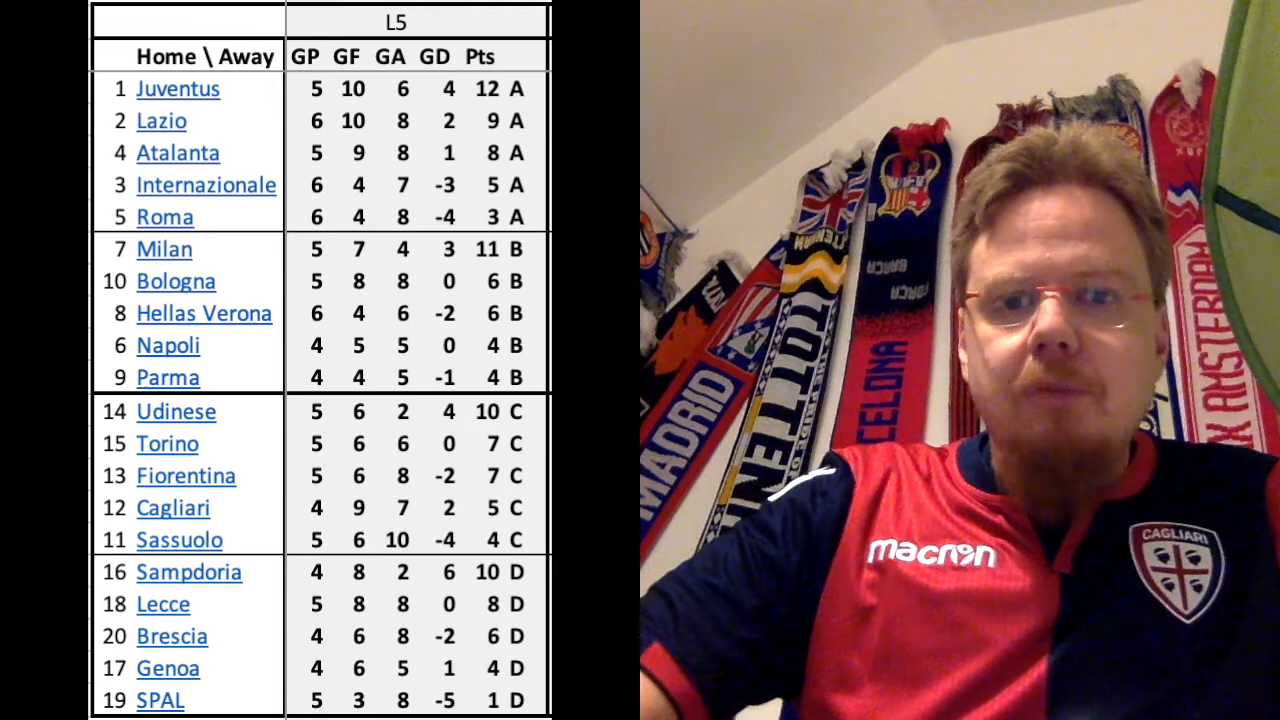 L5
Home \ Away GP GF GA GD Pts
1 Juventus 5 10 6 4 12 A
2 Lazio 6 10 8 2 9 A
4 Atalanta 5 9 8 1 8 A
3 Internazionale 6 4 7 -3 5 A
5 Roma 6 4 8 -4 3 A
7 Milan 5 7 4 3 11 B
10 Bologna 5 8 8 0 6 B
8 Hellas Verona 6 4 6 -2 6 B
6 Napoli 4 5 5 0 4 B
9 Parma 4 4 5 -1 4 B
14 Udinese 5 6 2 4 10 C
15 Torino 5 6 6 0 7 C
13 Fiorentina 5 6 8 -2 7 C
12 Cagliari 4 9 7 2 5 C
11 Sassuolo 5 6 10 -4 4 C
16 Sampdoria 4 8 2 6 10 D
18 Lecce 5 8 8 0 8 D
20 Brescia 4 6 8 -2 6 D
17 Genoa 4 6 5 1 4 D
19 SPAL 5 3 8 -5 1 D
MADRID
TOTTEN
THE PRIDE OF
BARÇA
FORÇA
CELONA
AMSTERDAM
macron
CAGLIARI